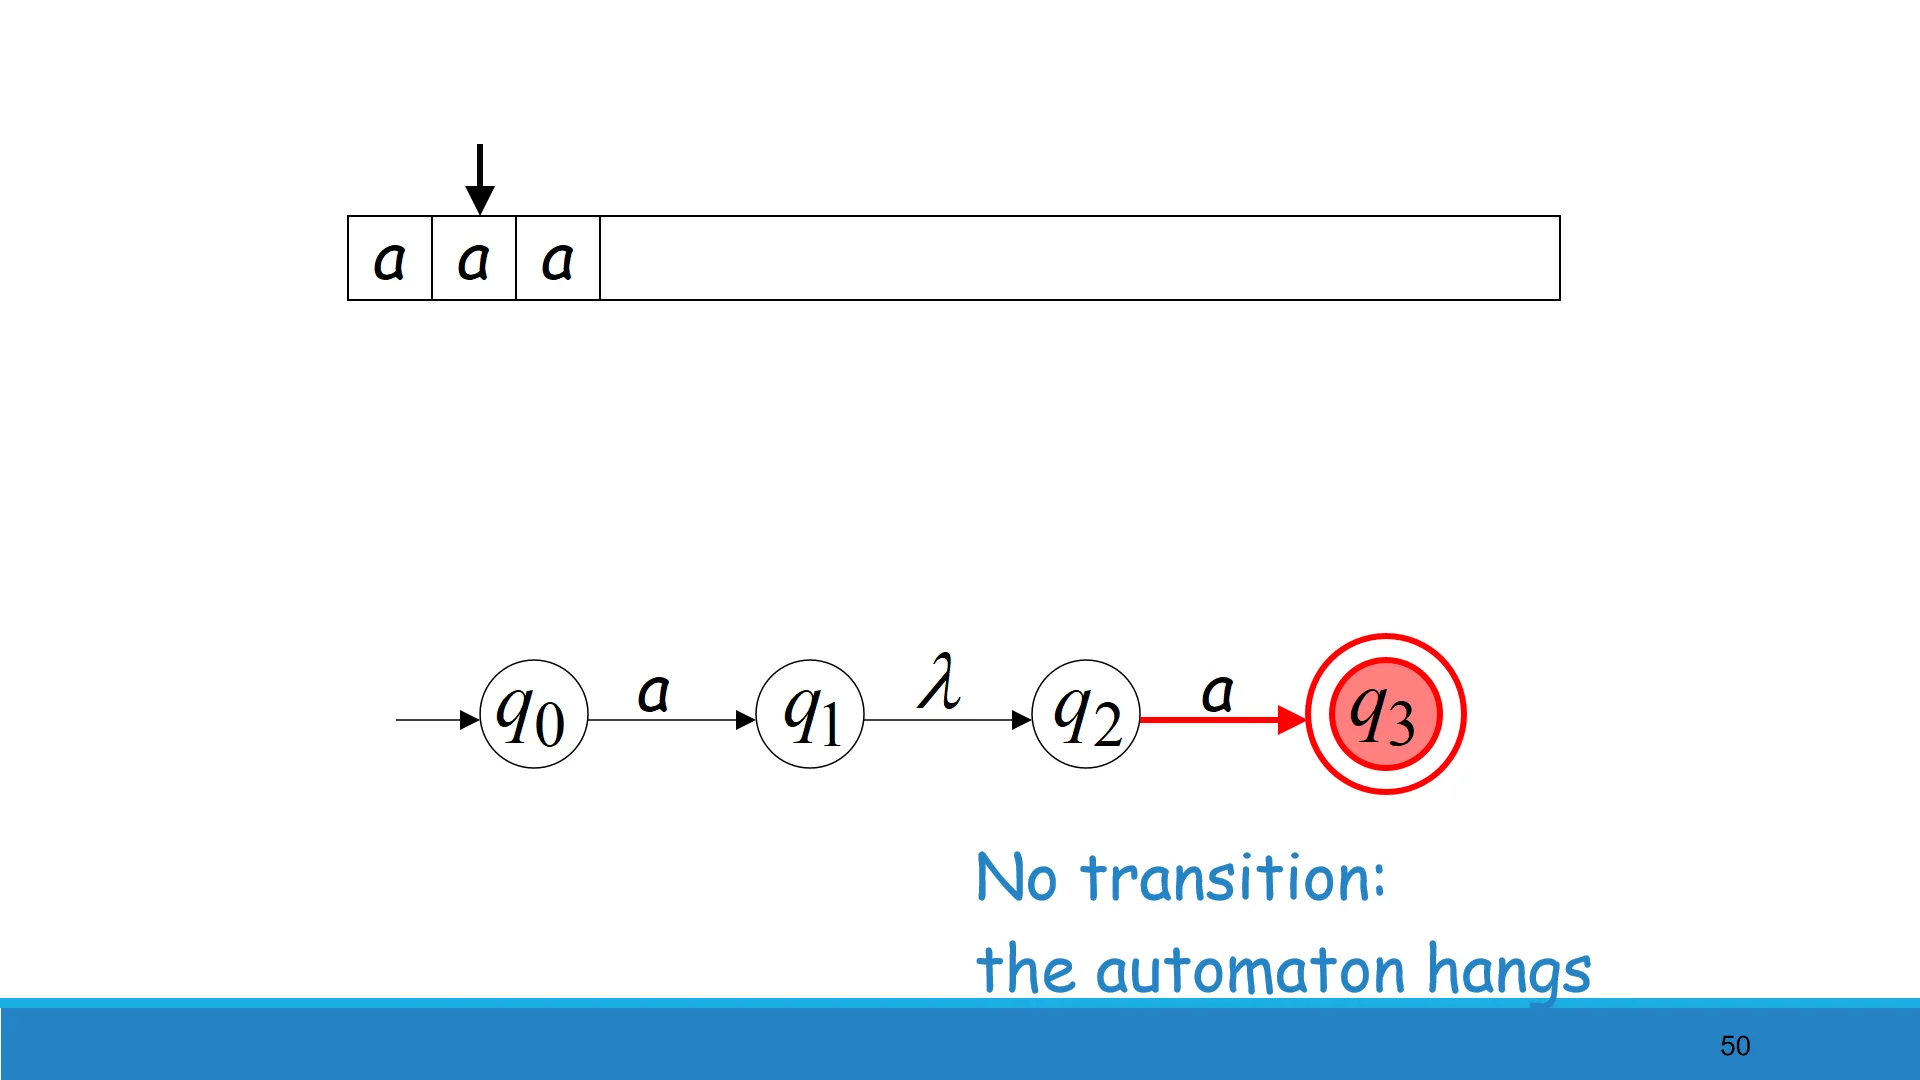 a a a
q0 a q1 λ q2 a q3
No transition:
the automaton hangs
50